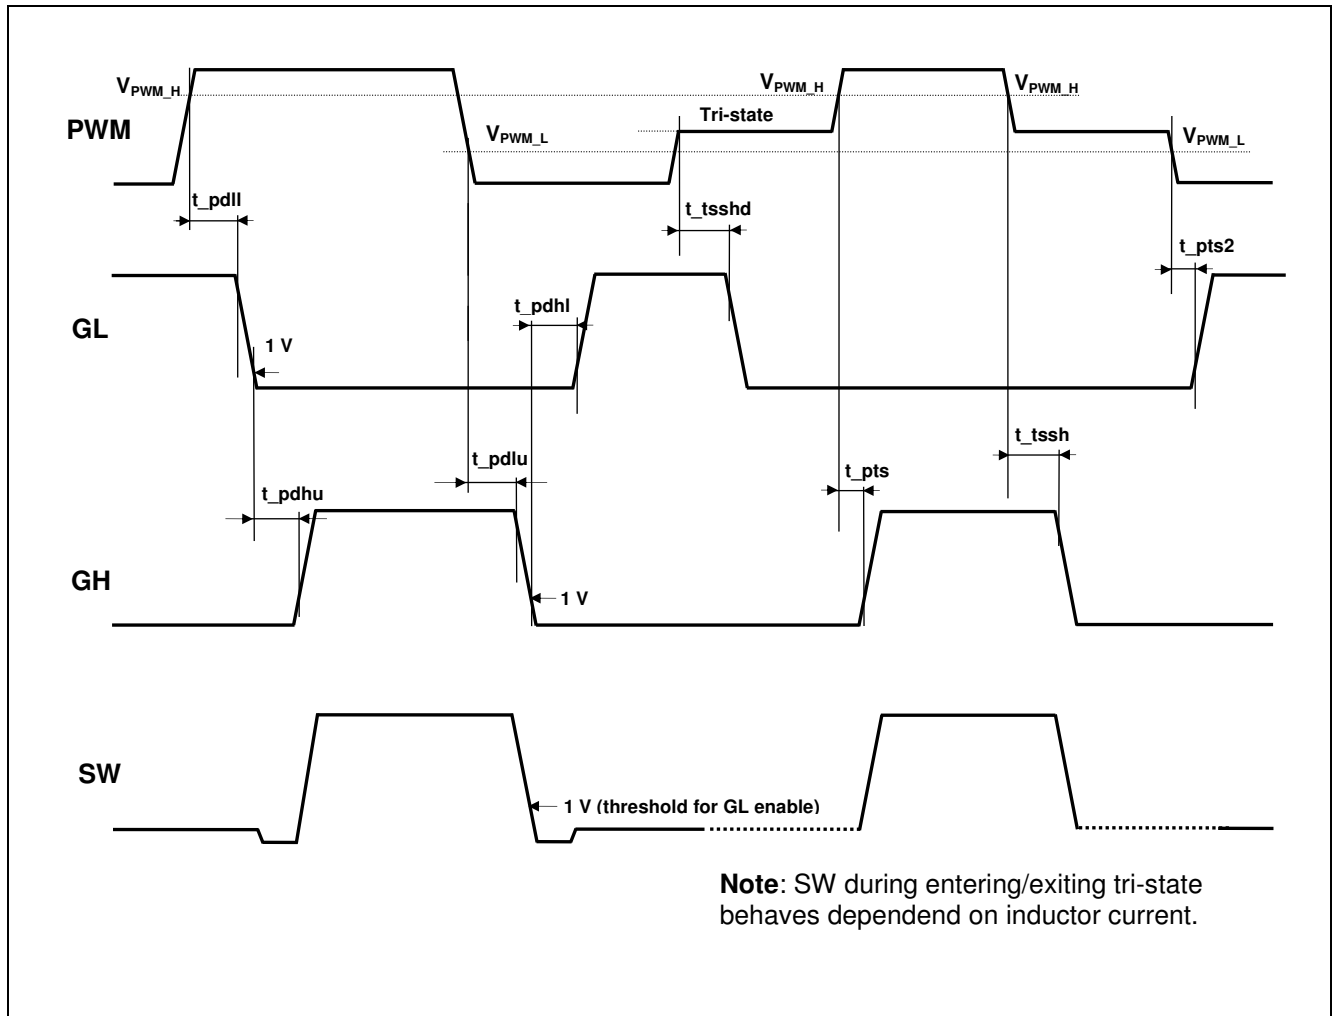 V_PWM_H
V_PWM_H
V_PWM_H
PWM
Tri-state
V_PWM_L
V_PWM_L
t_pdll
t_tsshd
t_pts2
t_pdhl
GL
1 V
t_tssh
t_pdlu
t_pts
t_pdhu
GH
1 V
SW
1 V (threshold for GL enable)
Note: SW during entering/exiting tri-state
behaves dependend on inductor current.